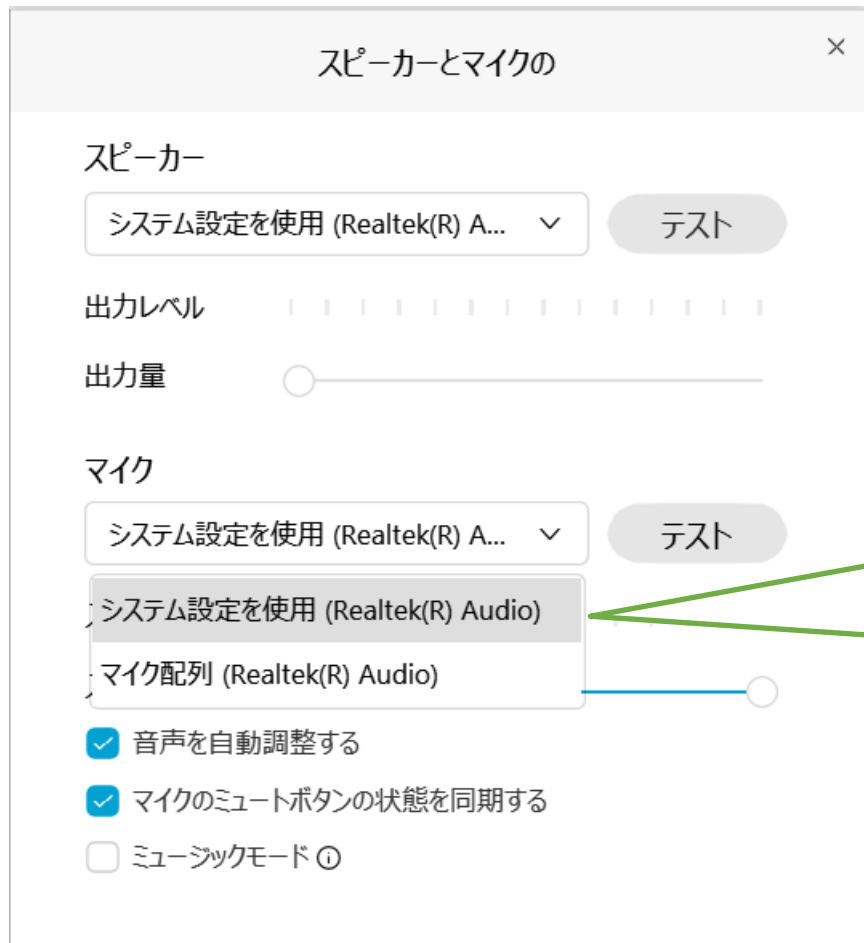 スピーカーとマイクの
スピーカー
システム設定を使用 (Realtek(R) A... テスト
出力レベル
出力量
マイク
システム設定を使用 (Realtek(R) A... テスト
システム設定を使用 (Realtek(R) Audio)
マイク配列 (Realtek(R) Audio)
音声を自動調整する
マイクのミュートボタンの状態を同期する
ミュージックモード